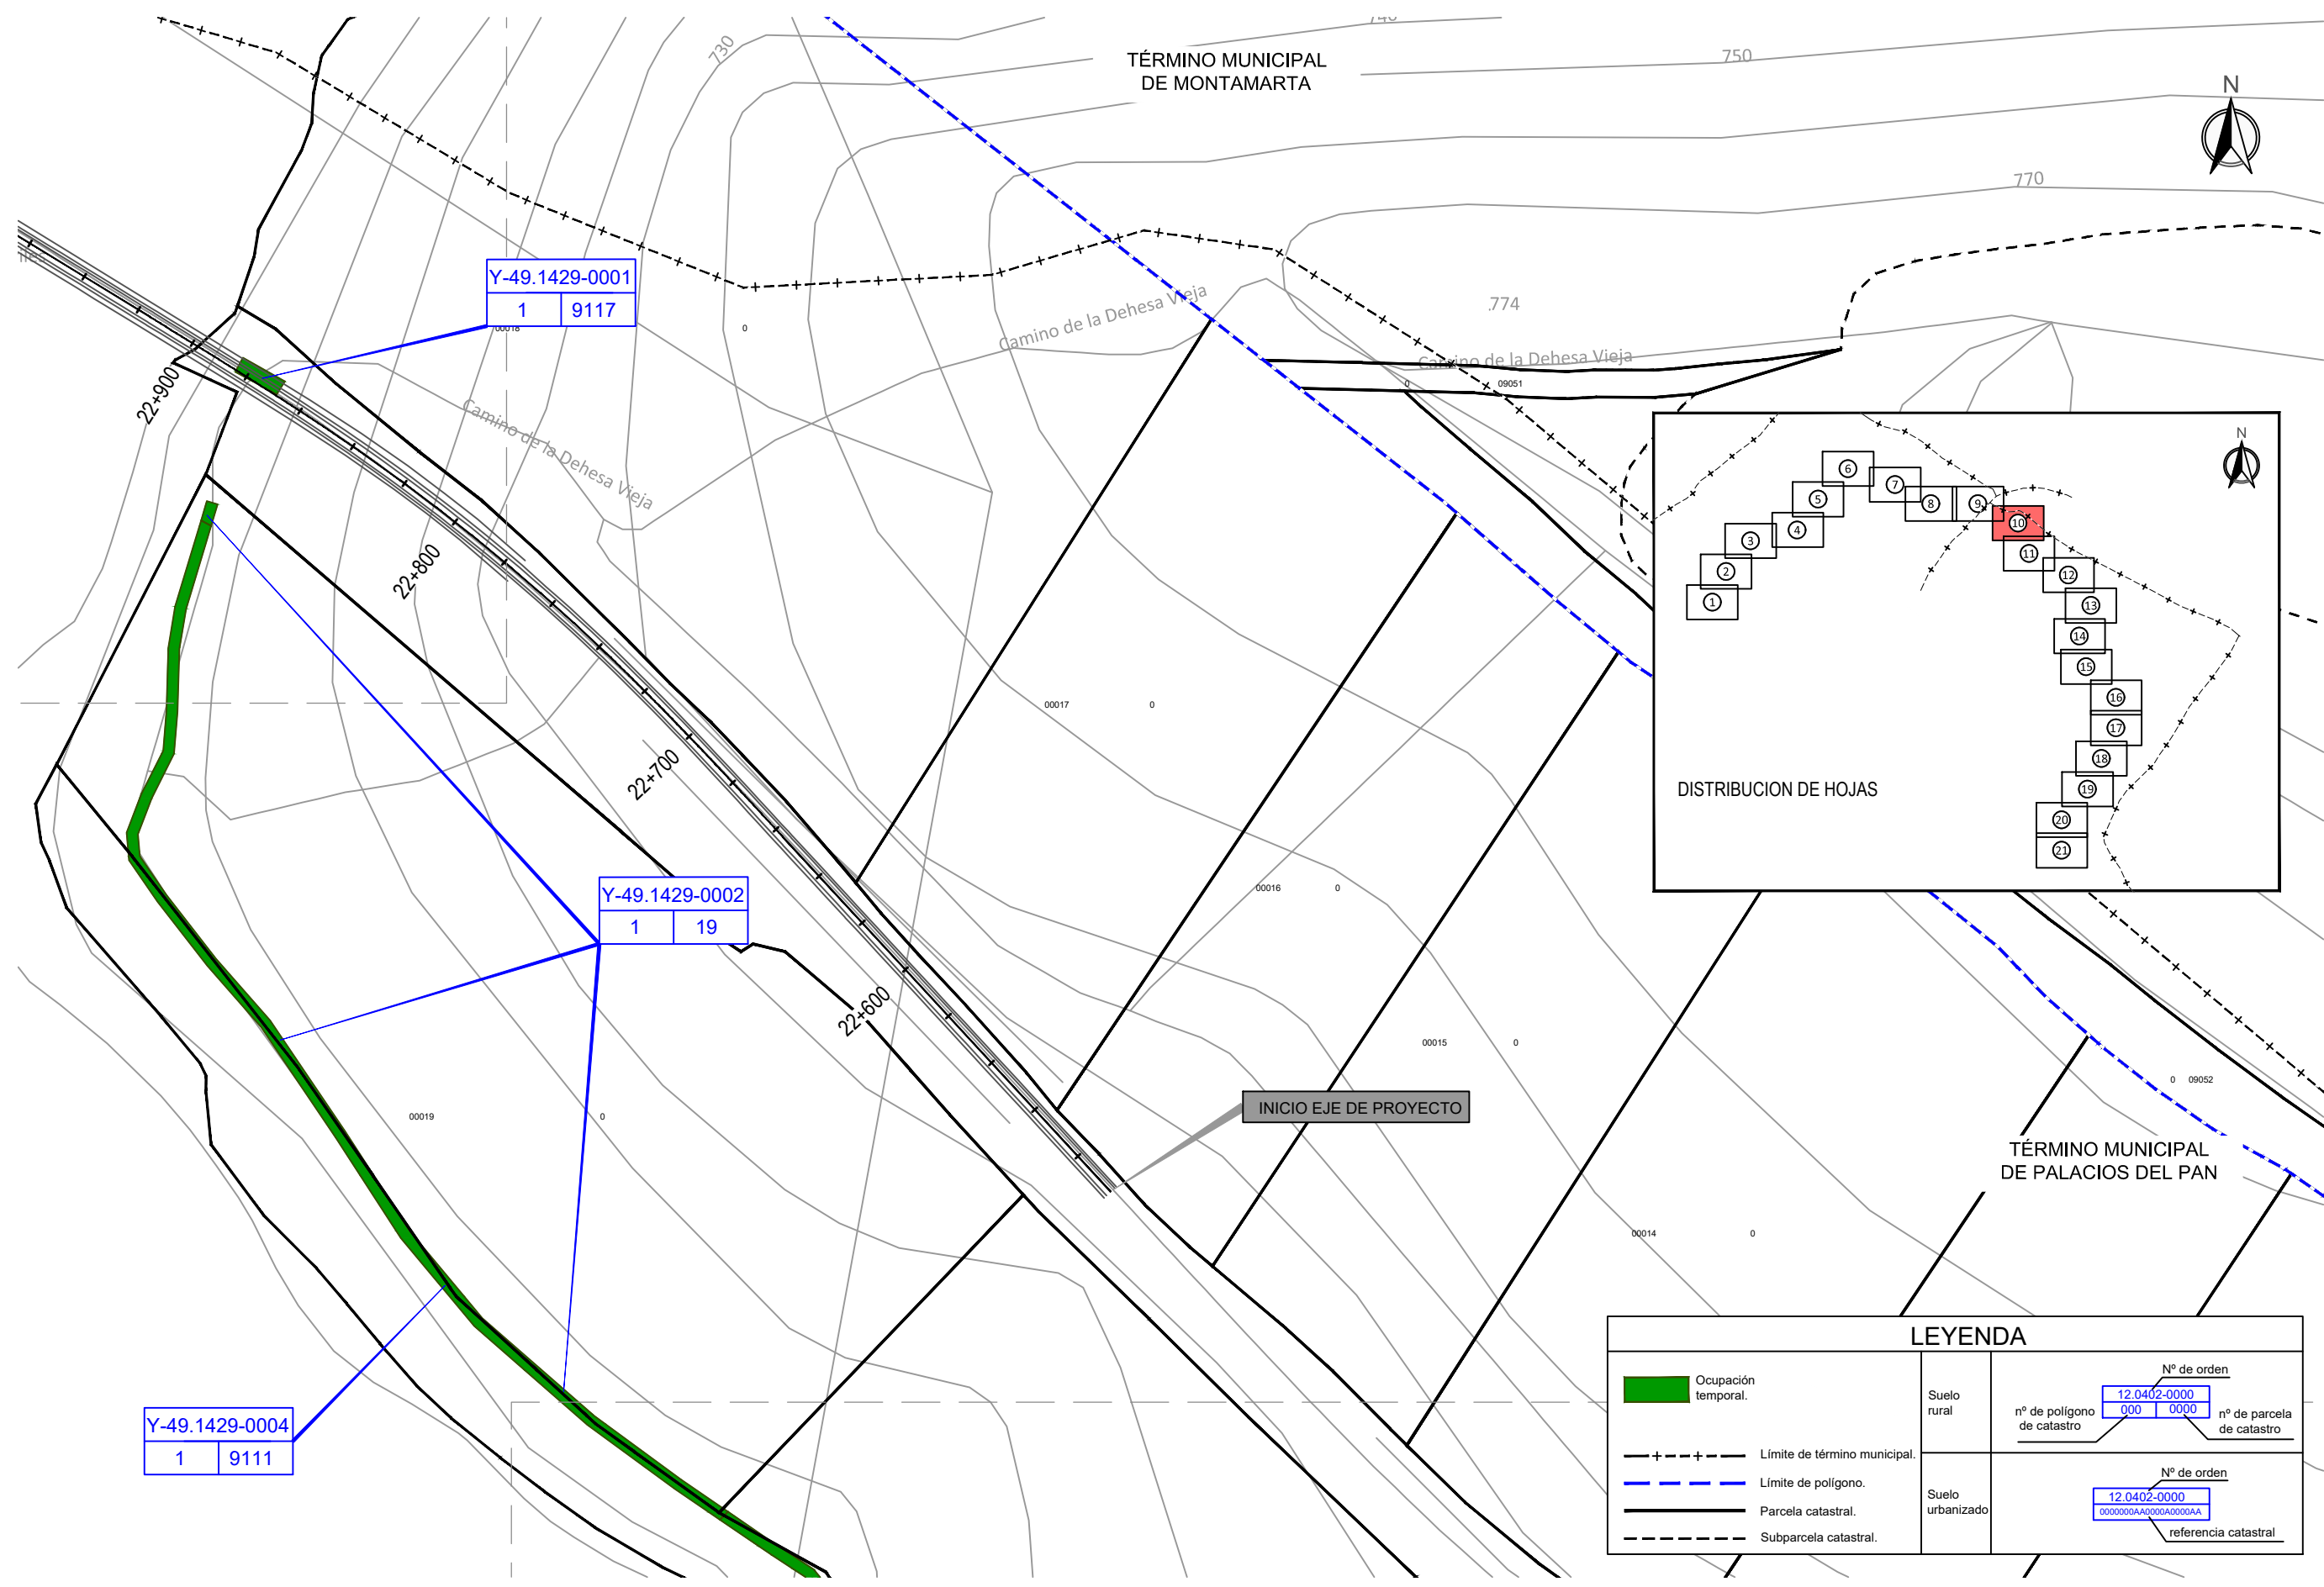 730
TÉRMINO MUNICIPAL
DE MONTAMARTA
750
N
770
Y-49.1429-0001
1 9117
00018 0
Camino de la Dehesa Vieja
.774
Camino de la Dehesa Vieja
0 09051
22+900
Camino de la Dehesa Vieja
22+800
N
6
7
5
8
9
4
10
3
11
2
12
1
13
14
15
16
17
18
DISTRIBUCION DE HOJAS
19
20
21
00017 0
22+700
Y-49.1429-0002
1 19
00016 0
22+600
00015 0
0 09052
00019 0
INICIO EJE DE PROYECTO
TÉRMINO MUNICIPAL
DE PALACIOS DEL PAN
00014 0
Y-49.1429-0004
1 9111
LEYENDA
Ocupación
temporal.
Límite de término municipal.
Límite de polígono.
Parcela catastral.
Subparcela catastral.
Suelo
rural
Nº de orden
12.0402-0000
000 0000
nº de polígono
de catastro
nº de parcela
de catastro
Suelo
urbanizado
Nº de orden
12.0402-0000
0000000AA0000A0000AA
referencia catastral